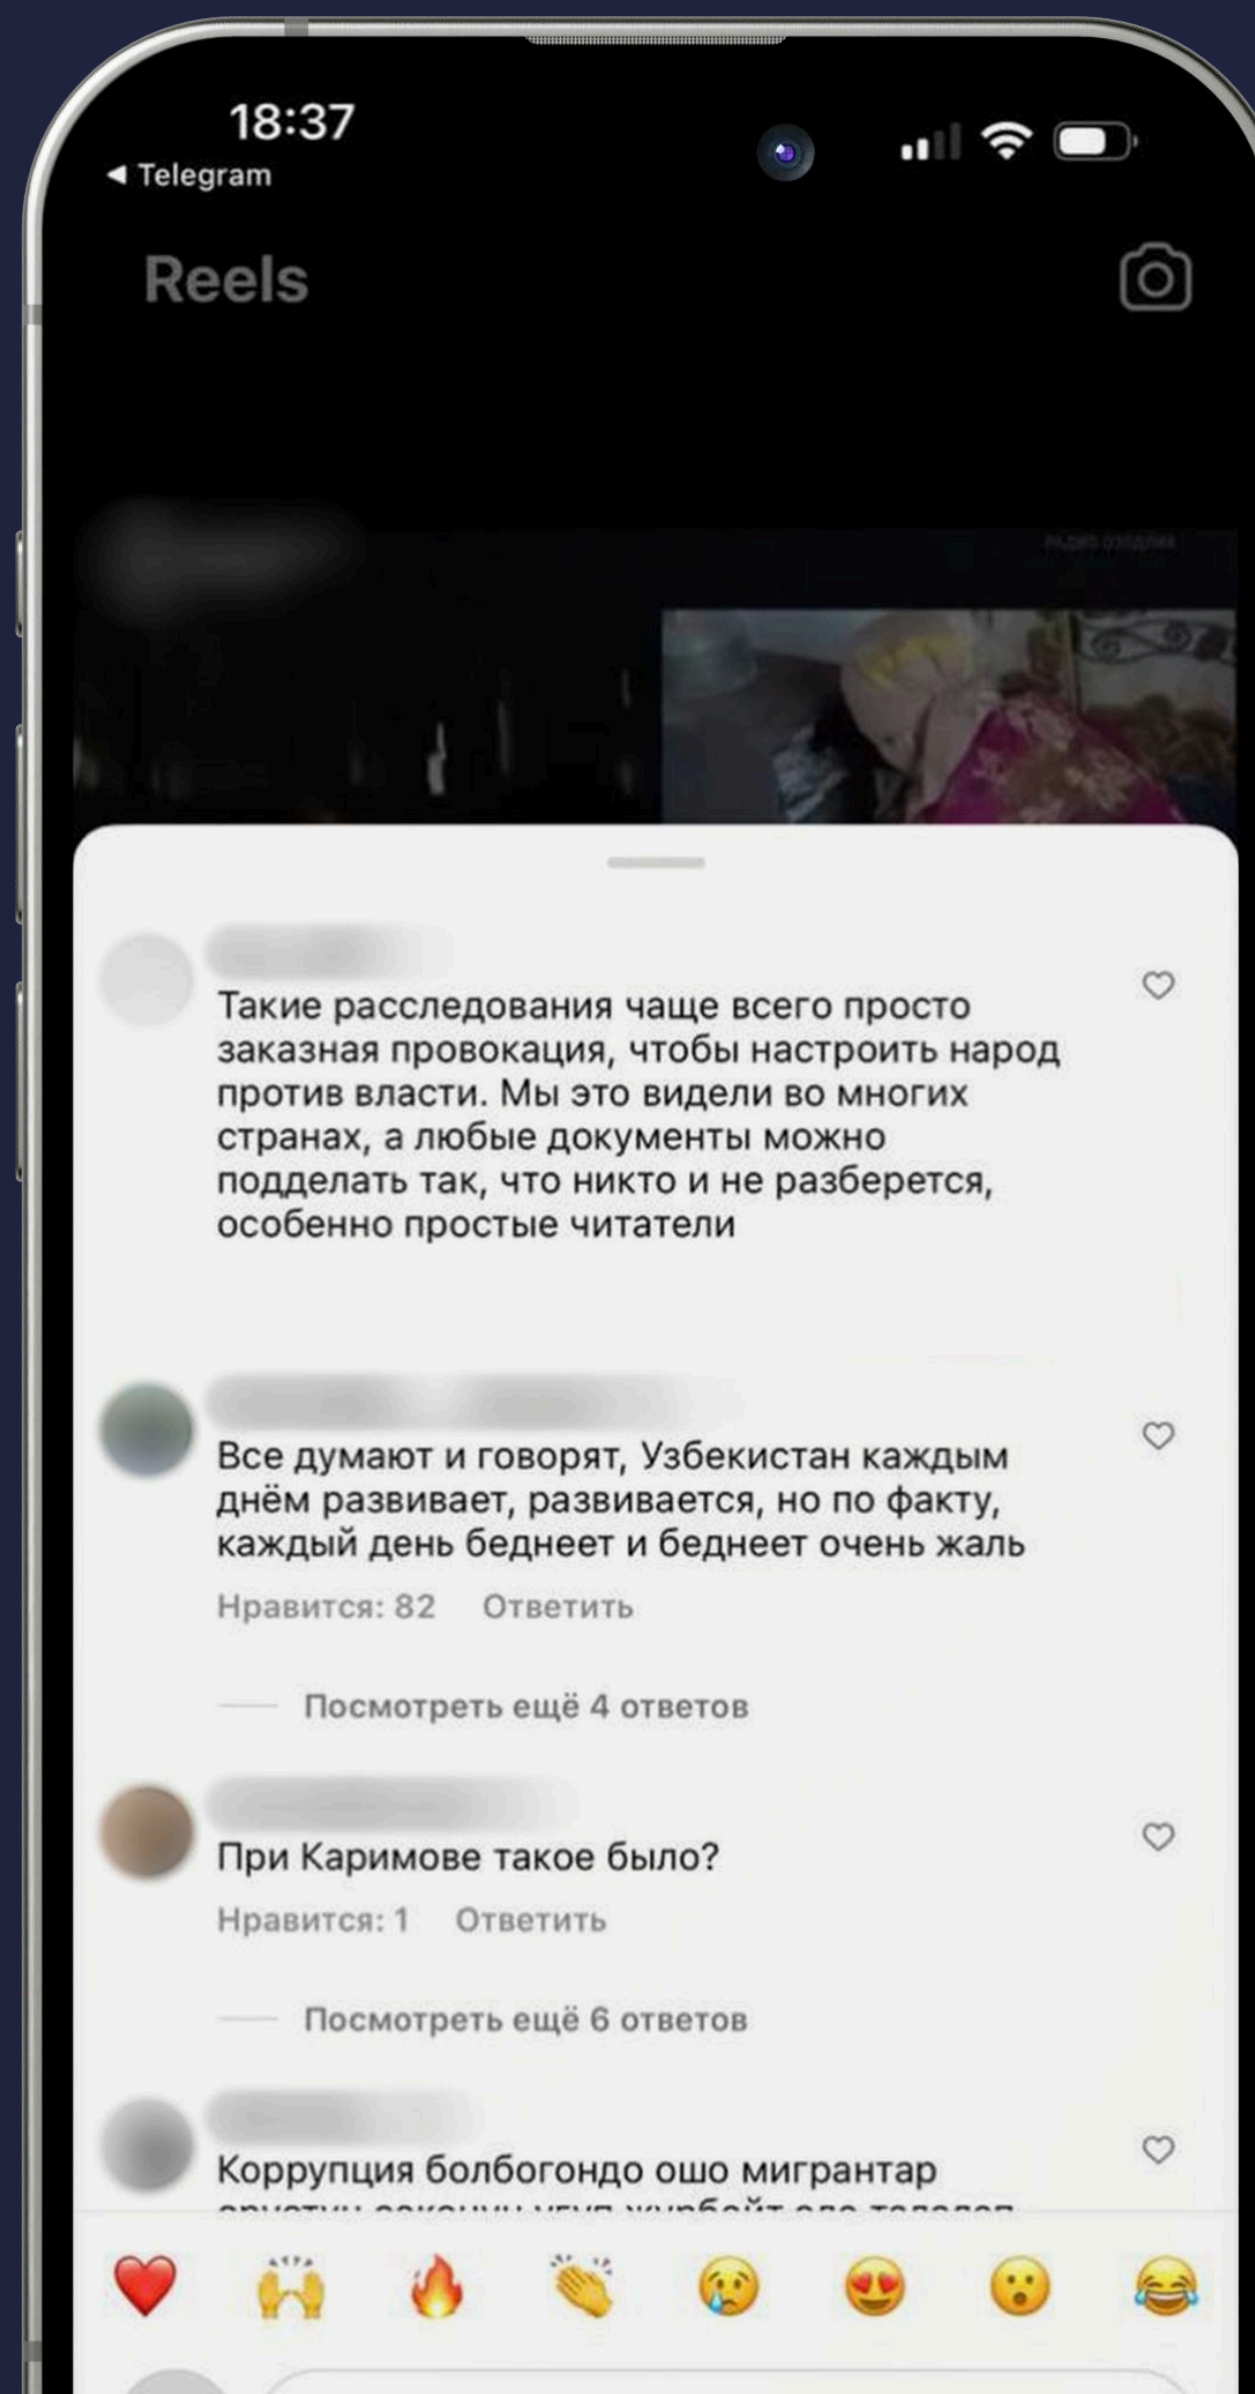 18:37
Telegram
Reels
РАДИО ОЗОДЛИК
Такие расследования чаще всего просто
заказная провокация, чтобы настроить народ
против власти. Мы это видели во многих
странах, а любые документы можно
подделать так, что никто и не разберется,
особенно простые читатели
Все думают и говорят, Узбекистан каждым
днём развивает, развивается, но по факту,
каждый день беднеет и беднеет очень жаль
Нравится: 82 Ответить
Посмотреть ещё 4 ответов
При Каримове такое было?
Нравится: 1 Ответить
Посмотреть ещё 6 ответов
Коррупция болбогондо ошо мигрантар